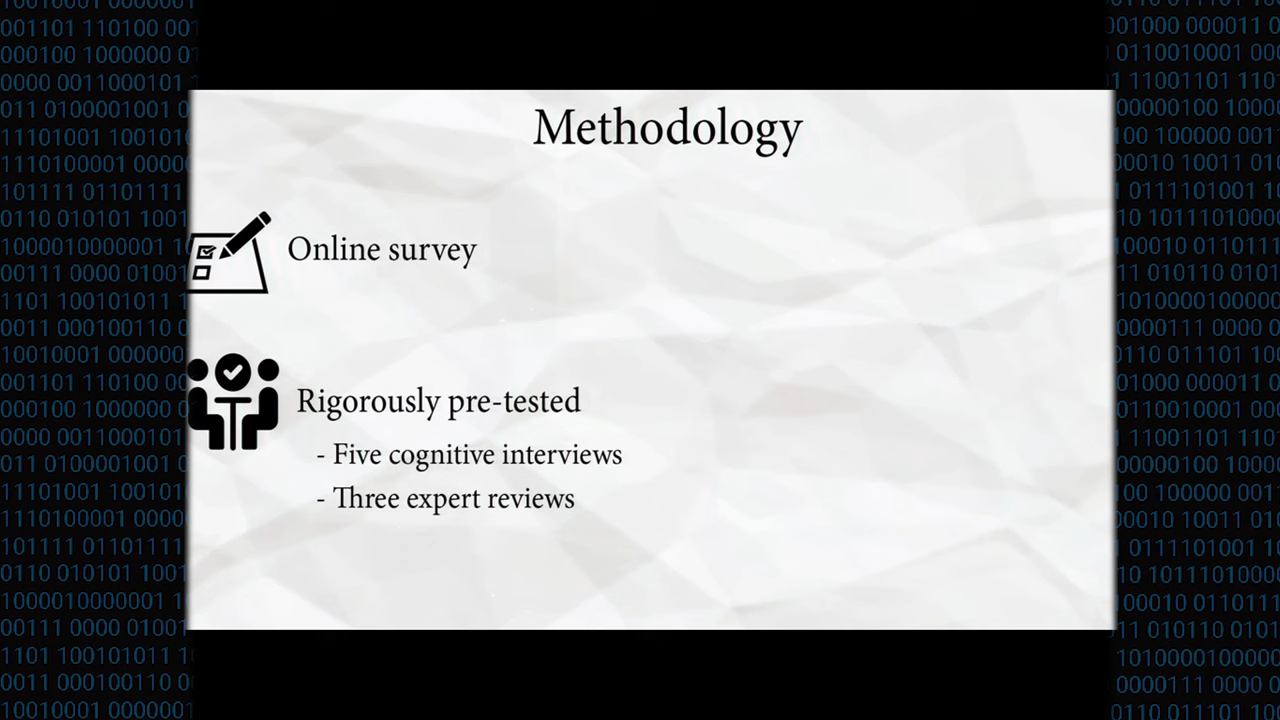 Methodology
Online survey
Rigorously pre-tested
- Five cognitive interviews
- Three expert reviews